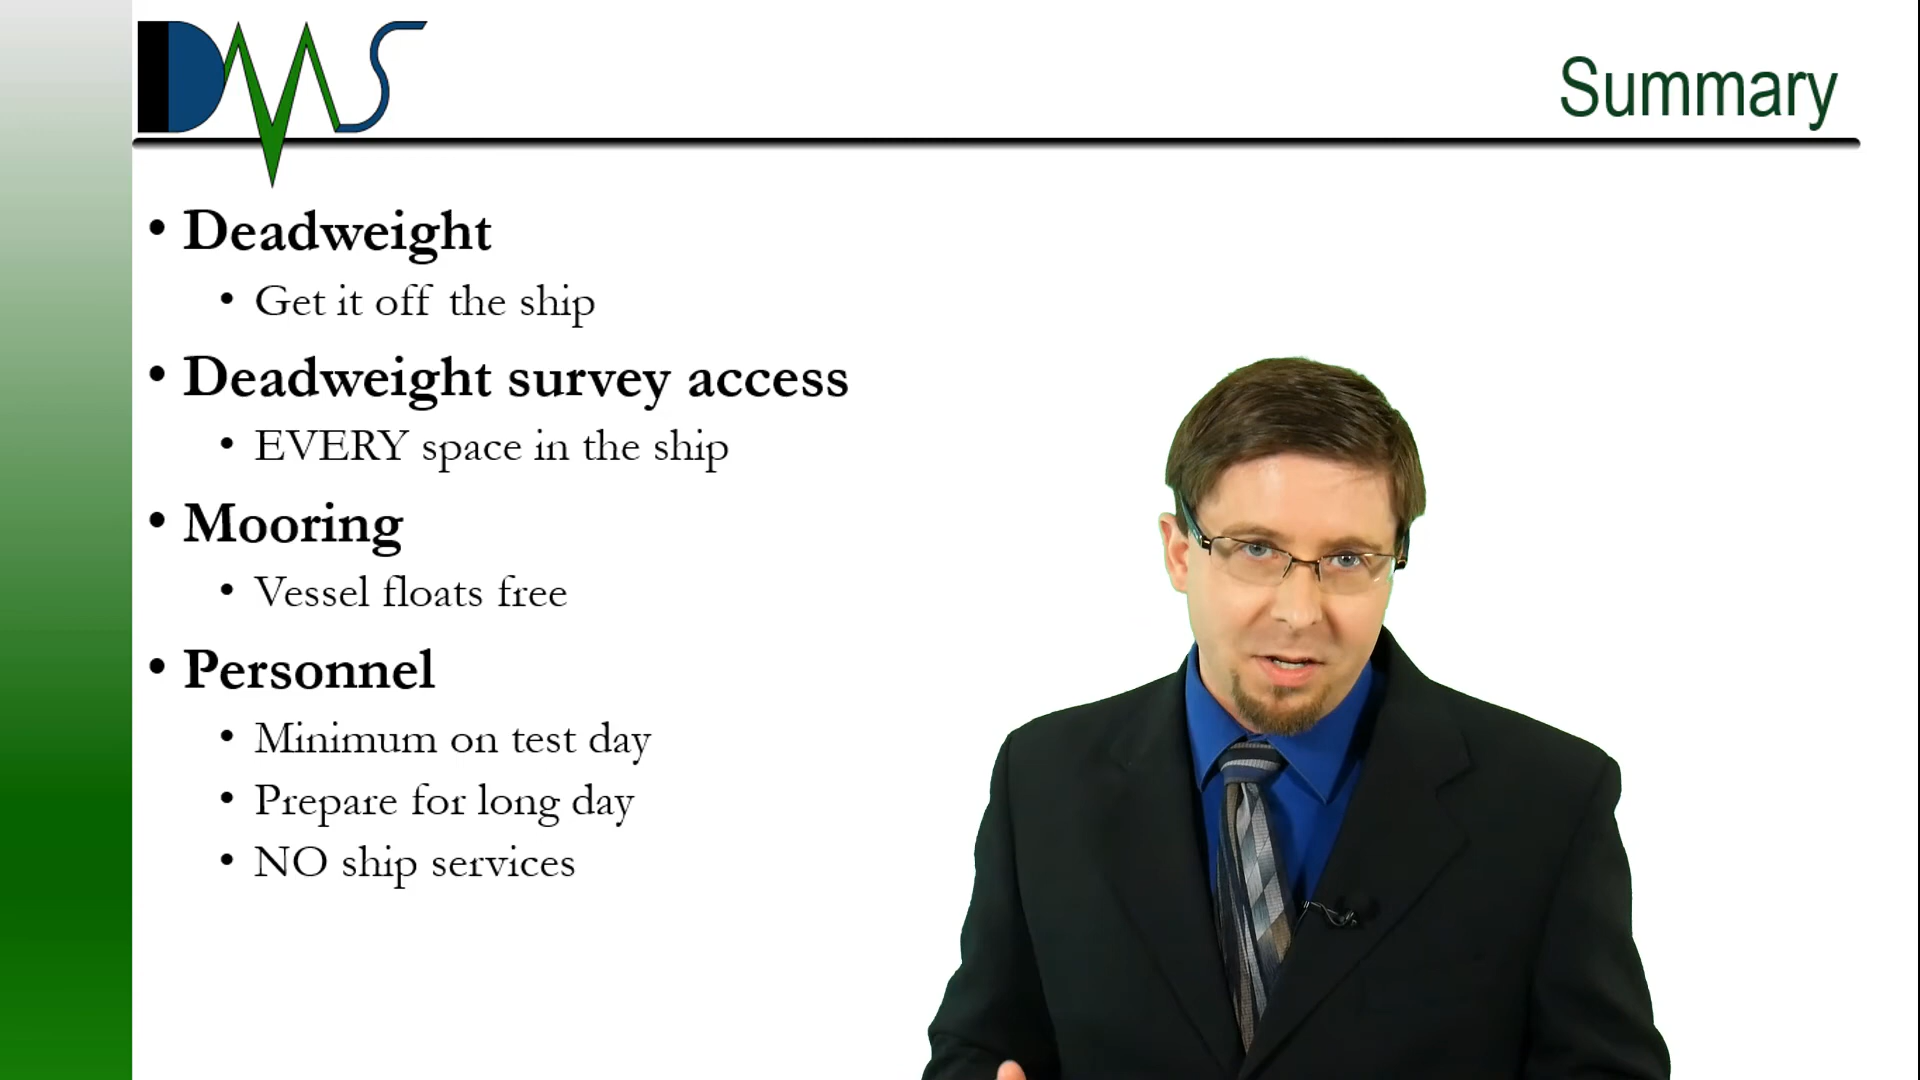 DMS
Summary
• Deadweight
• Get it off the ship
• Deadweight survey access
• EVERY space in the ship
• Mooring
• Vessel floats free
• Personnel
• Minimum on test day
• Prepare for long day
• NO ship services